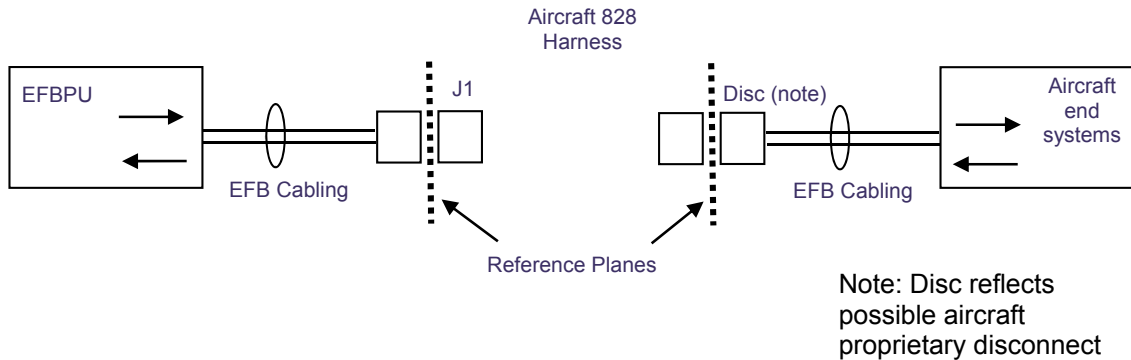 Aircraft 828
Harness
EFBPU
J1
Disc (note)
Aircraft
end
systems
EFB Cabling
EFB Cabling
Reference Planes
Note: Disc reflects
possible aircraft
proprietary disconnect